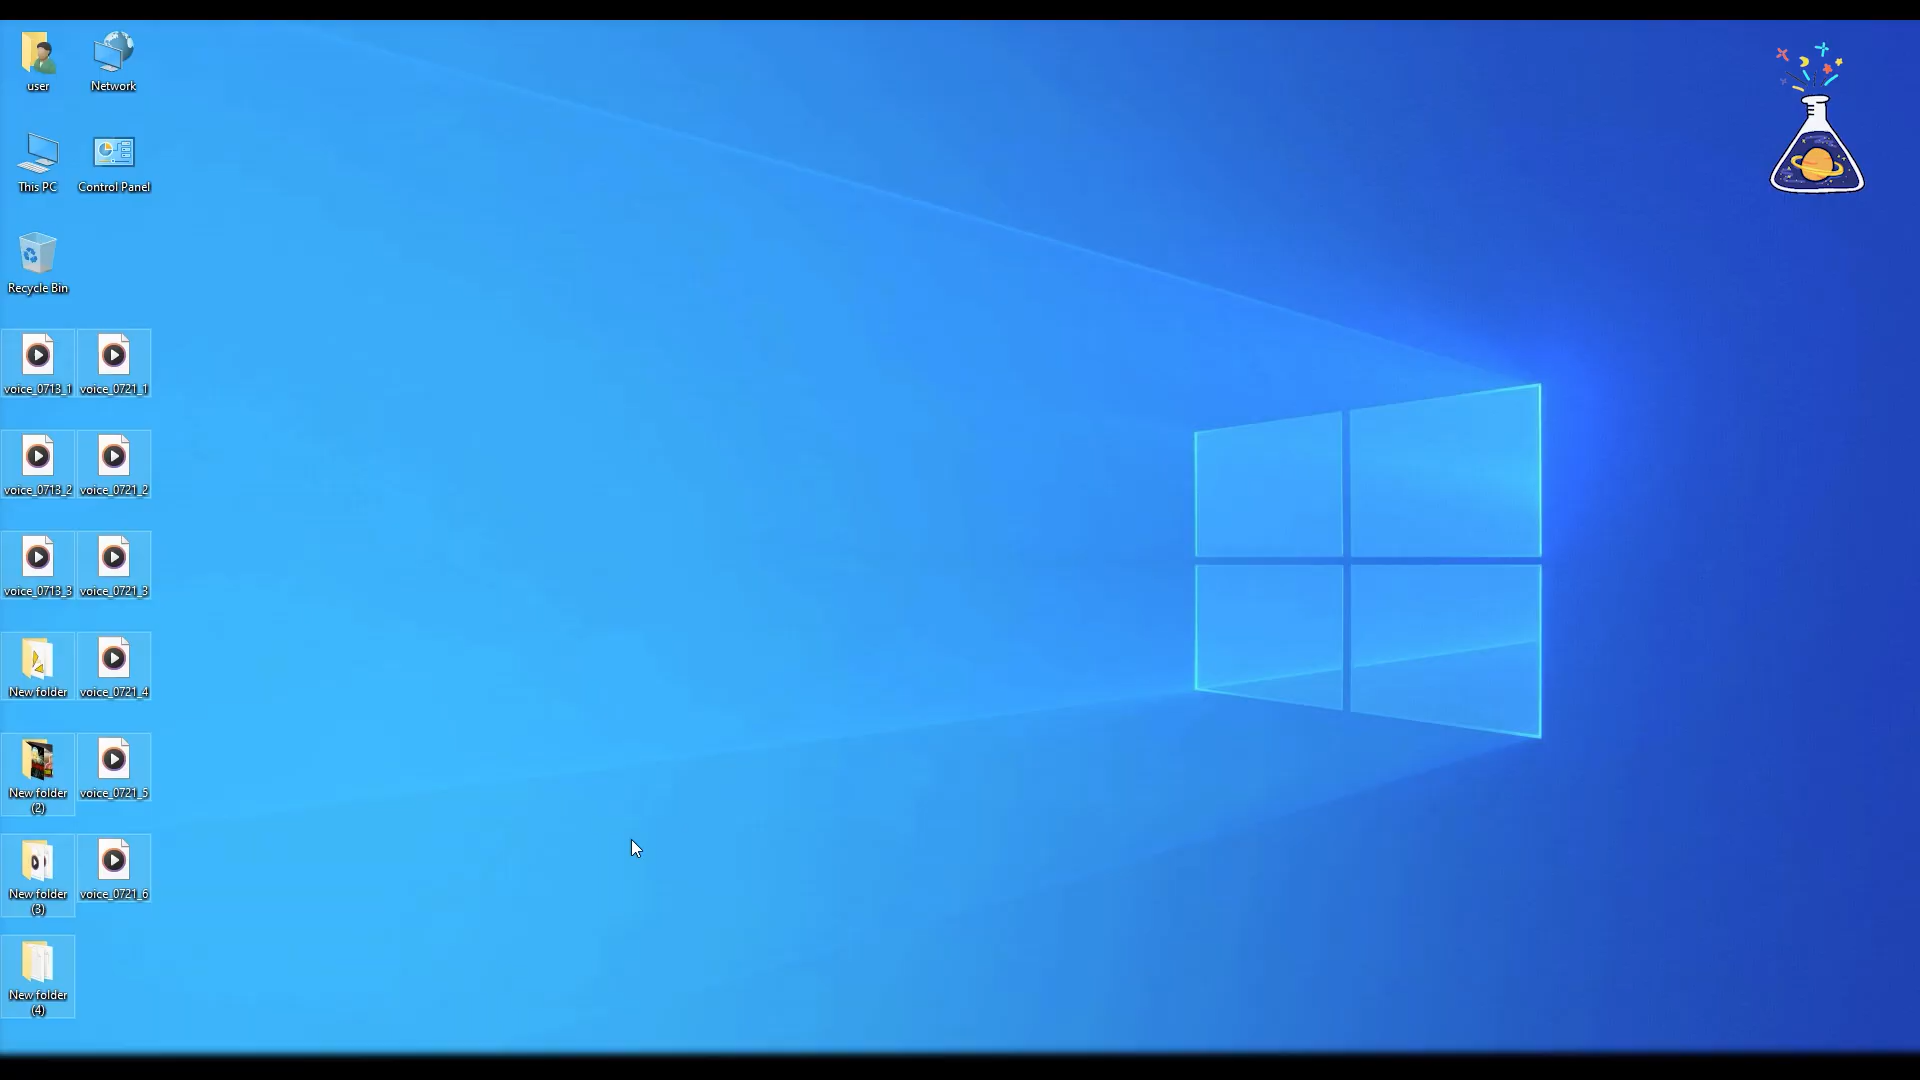 user
Network
This PC
Control Panel
Recycle Bin
voice_0713_1
voice_0721_1
voice_0713_2
voice_0721_2
voice_0713_3
voice_0721_3
New folder
voice_0721_4
New folder
(2)
voice_0721_5
New folder
(3)
voice_0721_6
New folder
(4)